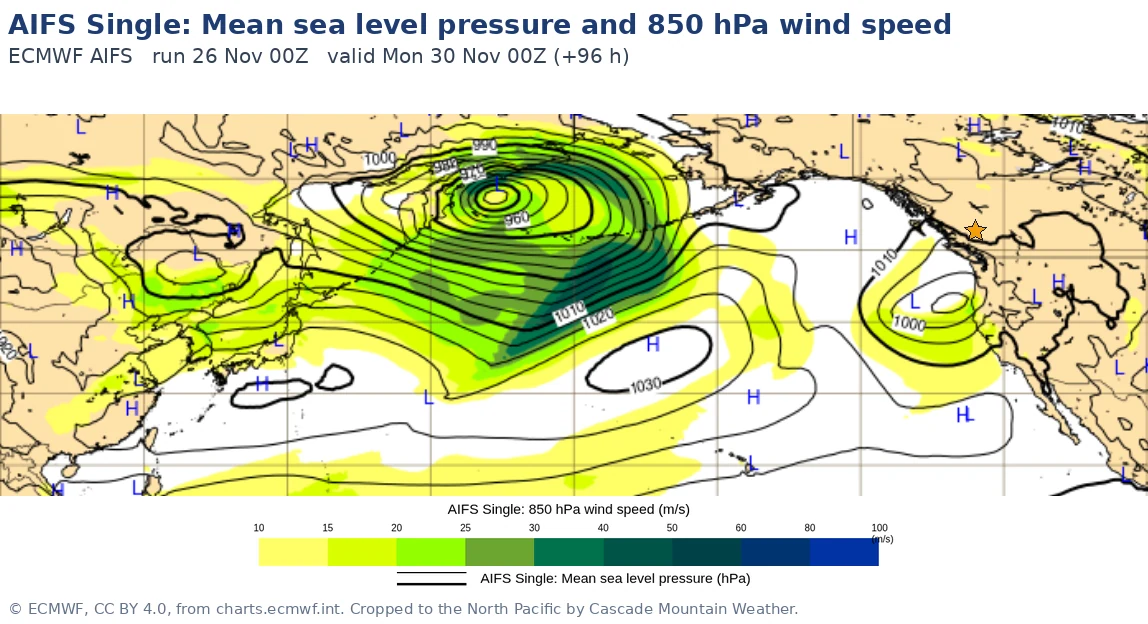 AIFS Single: Mean sea level pressure and 850 hPa wind speed
ECMWF AIFS   run 26 Nov 00Z   valid Mon 30 Nov 00Z (+96 h)
L
H
L
L
H
1000
990
980
970
L
960
H
L
L
H
1010
L
H
H
L
H
H
H
L
H
1010
L
H
L
1000
1010
1020
H
1030
L
L
L
H
H
L
H
HL
L
H
L
L
L
AIFS Single: 850 hPa wind speed (m/s)
10 15 20 25 30 40 50 60 80 100
(m/s)
AIFS Single: Mean sea level pressure (hPa)
© ECMWF, CC BY 4.0, from charts.ecmwf.int. Cropped to the North Pacific by Cascade Mountain Weather.